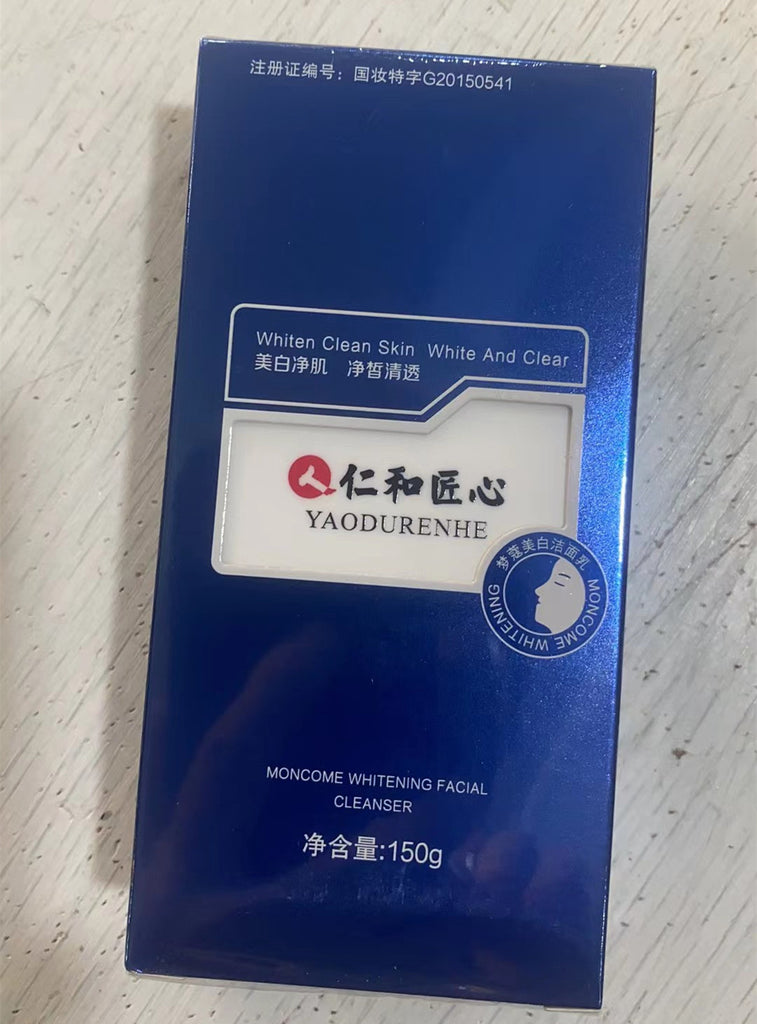 注册证编号：国妆特字G20150541
Whiten Clean Skin White And Clear
美白净肌 净皙清透
人仁和匠心
YAODURENHE
梦蔻美白洁面乳
MONCOME WHITENING
MONCOME WHITENING FACIAL
CLEANSER
净含量:150g